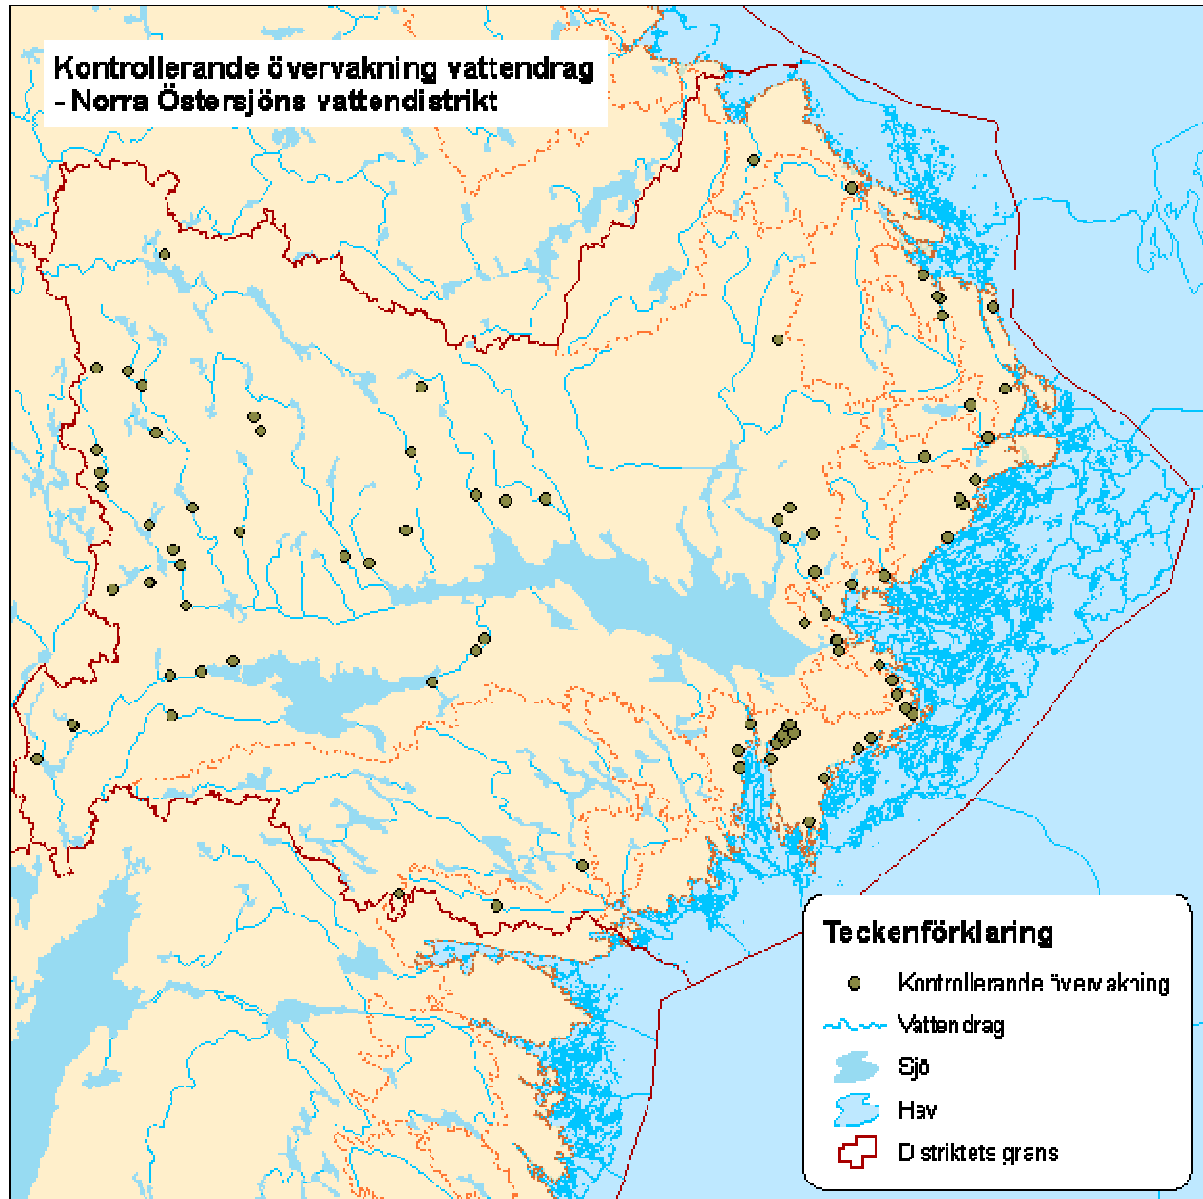 Kontrollerande övervakning vattendrag
- Norra Östersjöns vattendistrikt
Teckenförklaring
Kontrollerande övervakning
Vattendrag
Sjö
Hav
Distriktets gräns